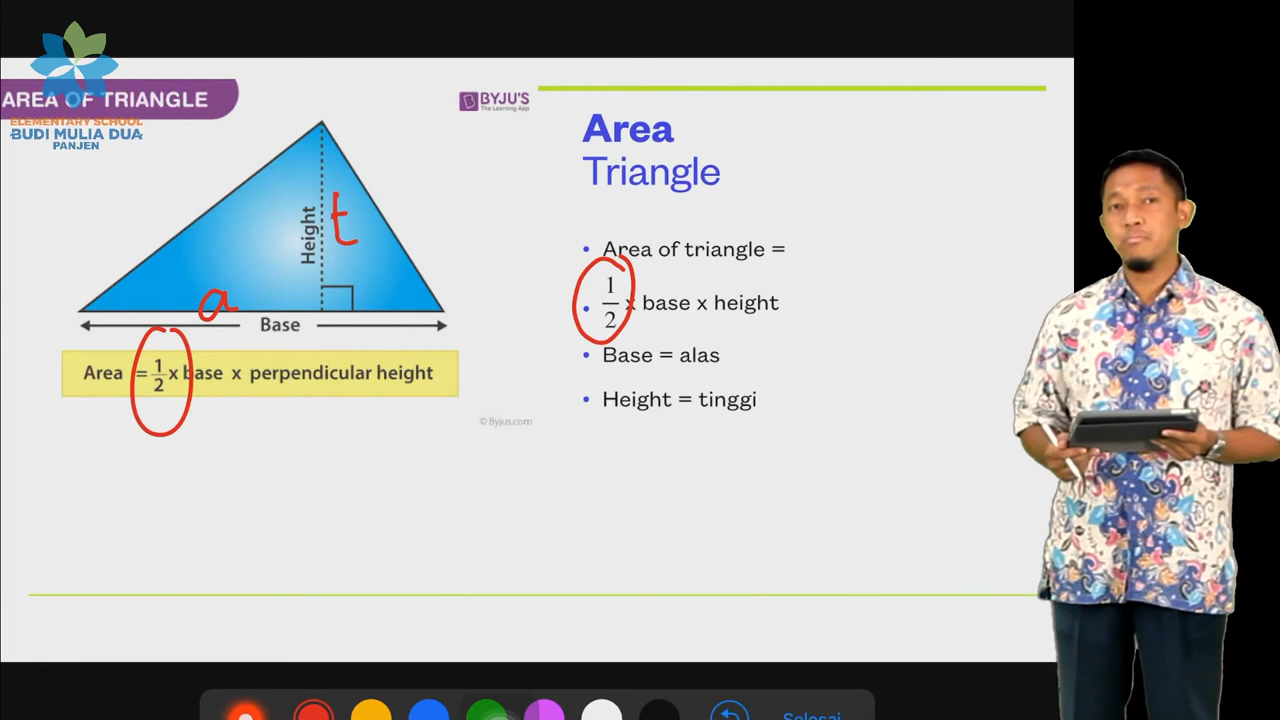 AREA OF TRIANGLE
ELEMENTARY SCHOOL
BUDI MULIA DUA
PANJEN
BYJU'S
The Learning App
Height
t
a
Base
Area = 1/2 x base x perpendicular height
© Byjus.com
Area
Triangle
• Area of triangle =
• 1/2 x base x height
• Base = alas
• Height = tinggi
Selesai